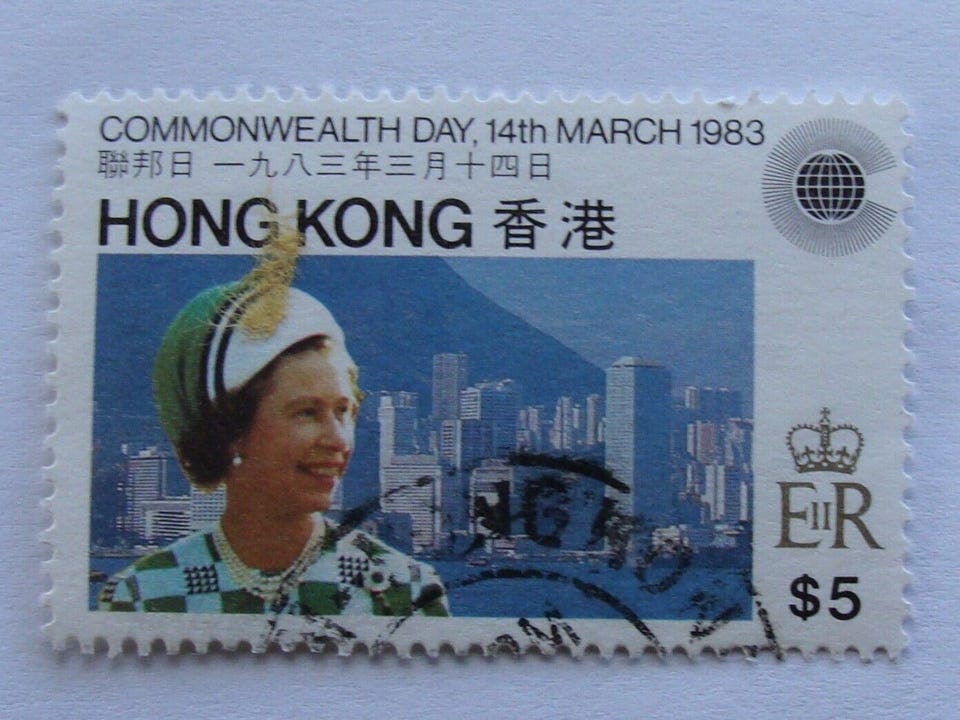 COMMONWEALTH DAY, 14th MARCH 1983
聯邦日 一九八三年三月十四日
HONG KONG 香港
EIIR
$5